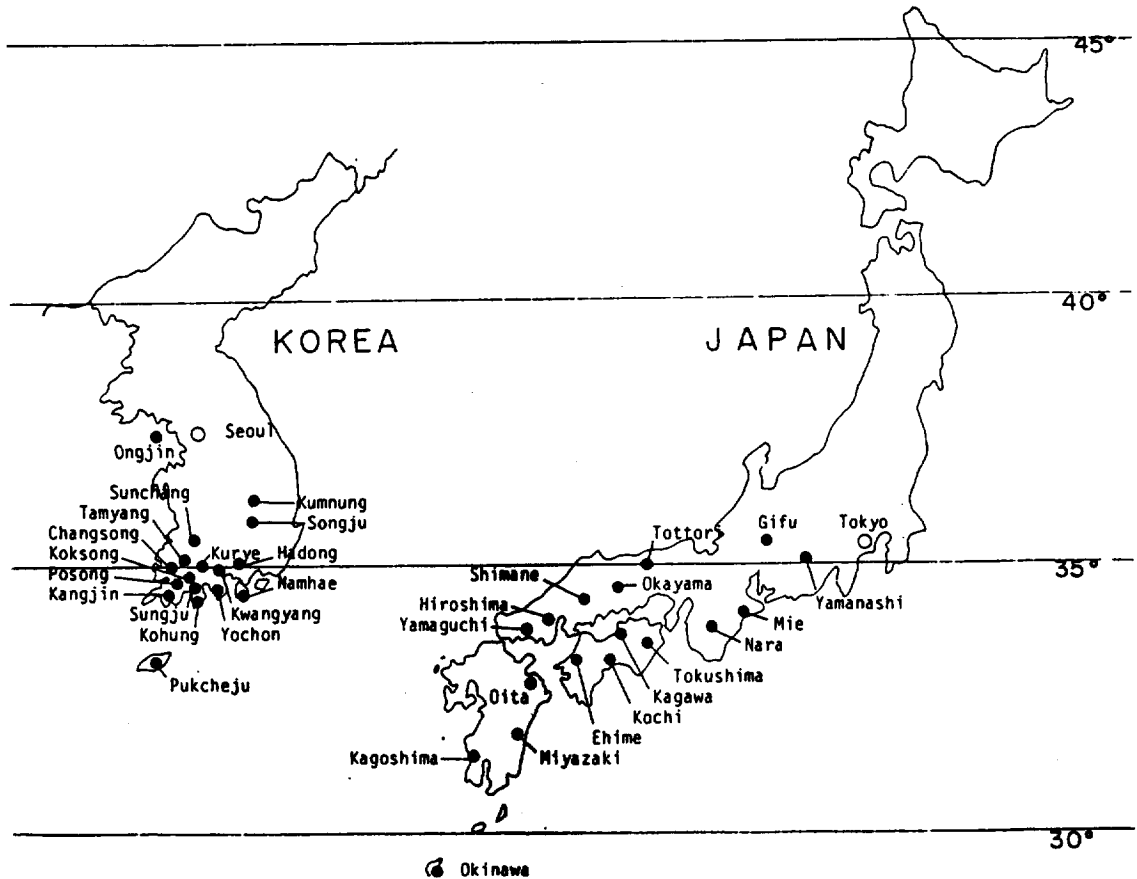 45°
40°
KOREA
JAPAN
Seoul
Ongjin
Sunchang
Kumnung
Tamyang
Songju
Changsong
Koksong
Kurye
Hadong
Posong
Namhae
Kangjin
Sungju
Kwangyang
Kohung
Yochon
Pukcheju
Tottori
Gifu
Tokyo
35°
Shimane
Okayama
Hiroshima
Yamanashi
Yamaguchi
Mie
Nara
Tokushima
Oita
Kagawa
Kochi
Ehime
Kagoshima
Miyazaki
30°
Okinawa